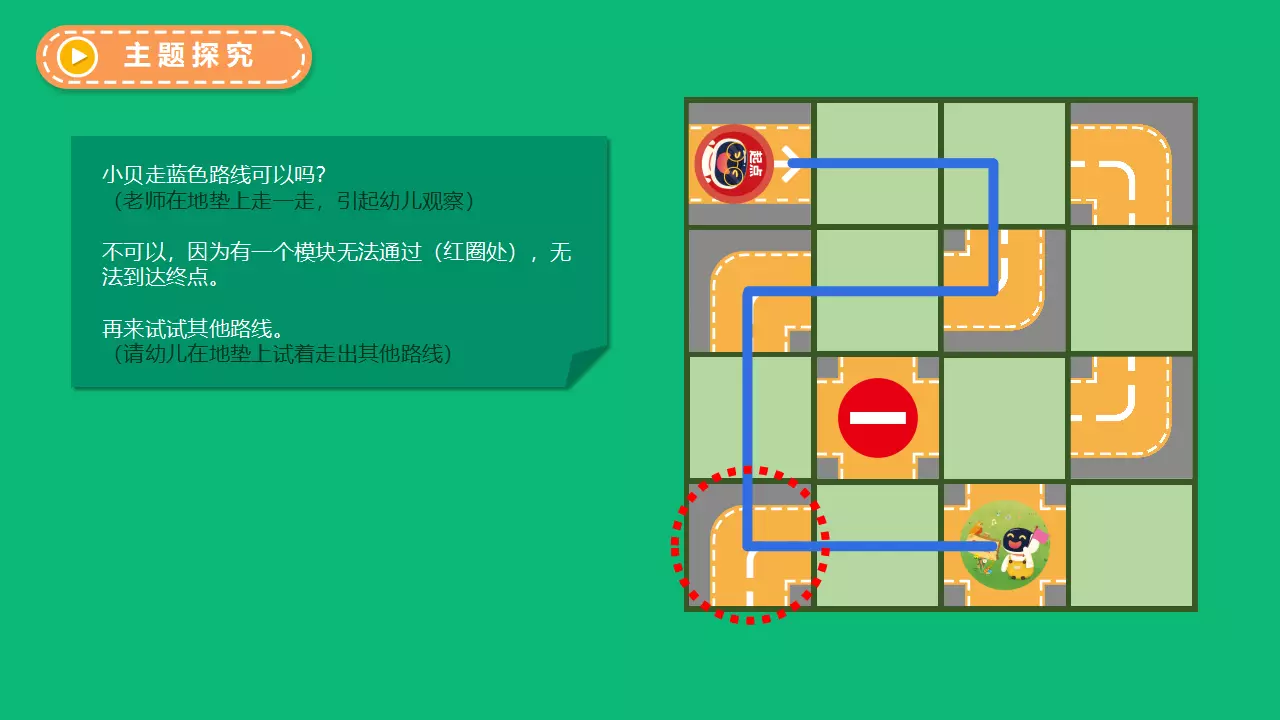 主题探究
小贝走蓝色路线可以吗?
（老师在地垫上走一走，引起幼儿观察）
不可以，因为有一个模块无法通过（红圈处），无
法到达终点。
再来试试其他路线。
（请幼儿在地垫上试着走出其他路线）
起点